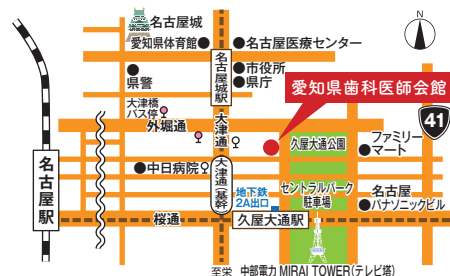 名古屋城
N
愛知県体育館
名古屋医療センター
名古屋城駅
市役所
県庁
県警
愛知県歯科医師会館
大津橋
バス停
外堀通
大津通
久屋大通公園
ファミリー
マート
41
中日病院
大津通（基幹）
地下鉄
2A出口
セントラルパーク
駐車場
名古屋
パナソニックビル
名古屋駅
桜通
久屋大通駅
至栄
中部電力 MIRAI TOWER(テレビ塔)